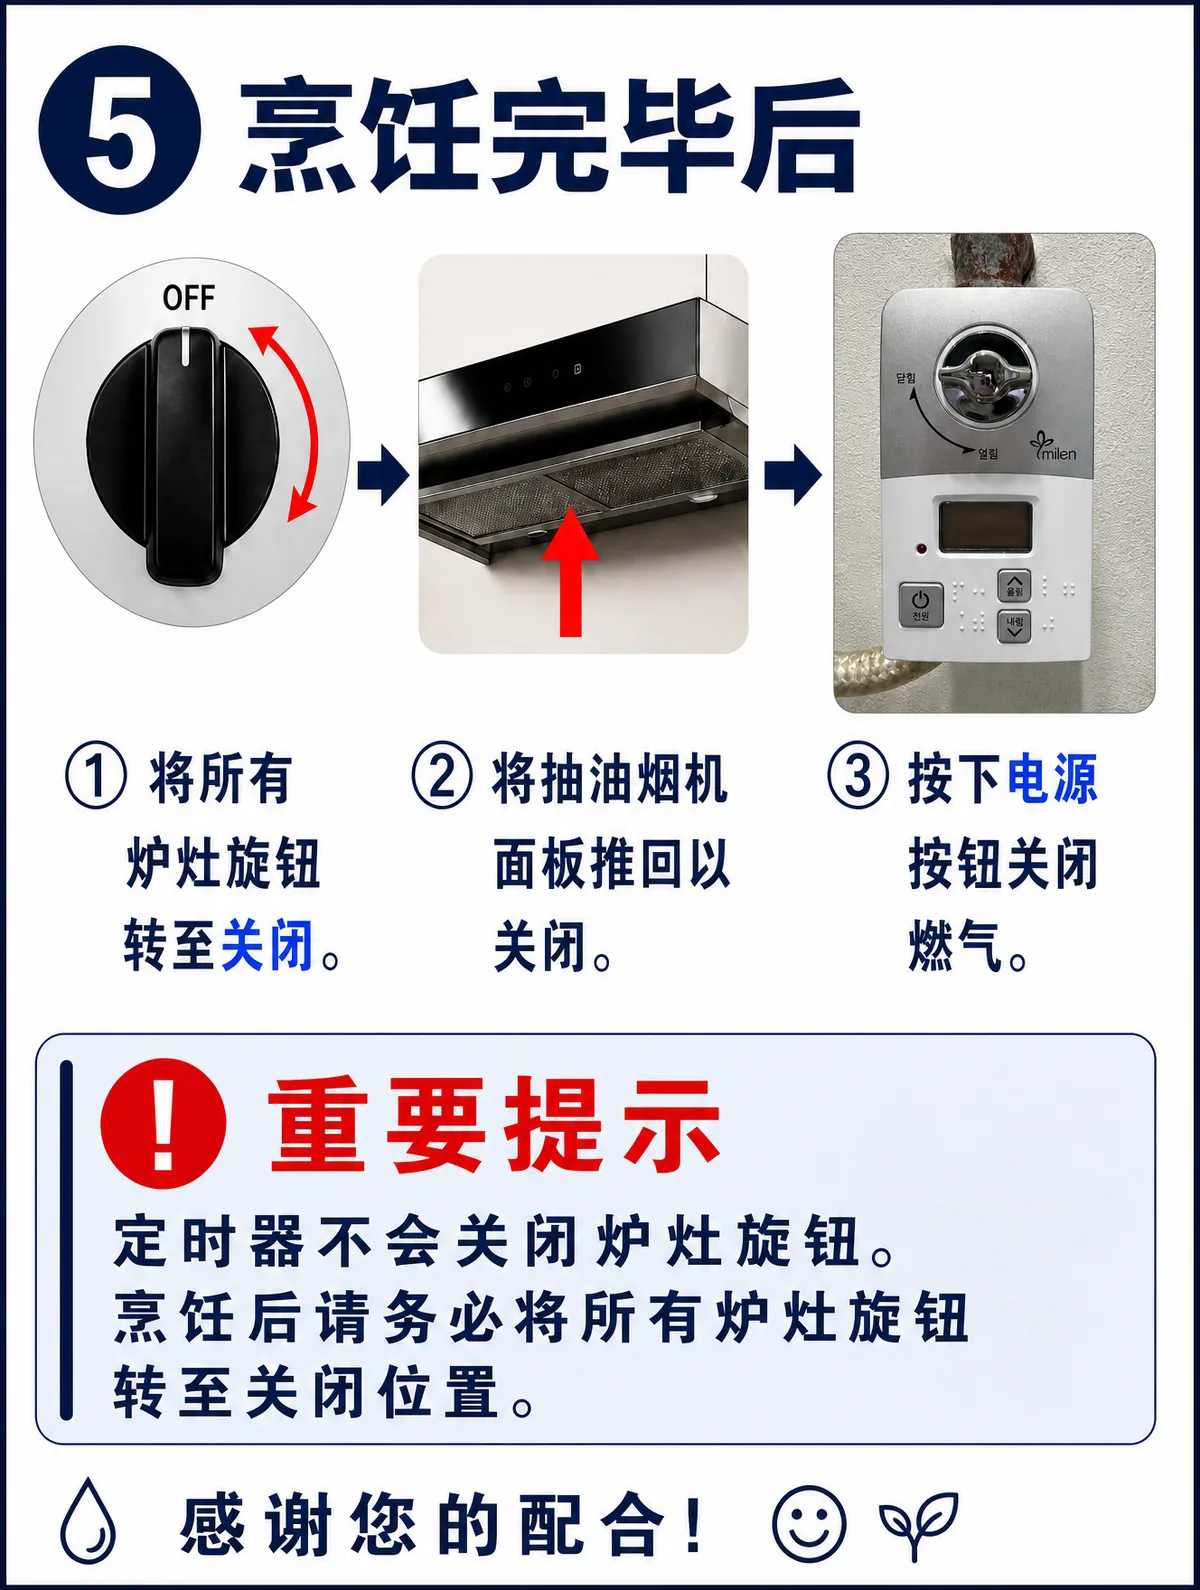 5 烹饪完毕后
OFF
닫힘
열림
milen
전원
올림
내림
① 将所有
炉灶旋钮
转至关闭。
② 将抽油烟机
面板推回以
关闭。
③ 按下电源
按钮关闭
燃气。
! 重要提示
定时器不会关闭炉灶旋钮。
烹饪后请务必将所有炉灶旋钮
转至关闭位置。
感谢您的配合！